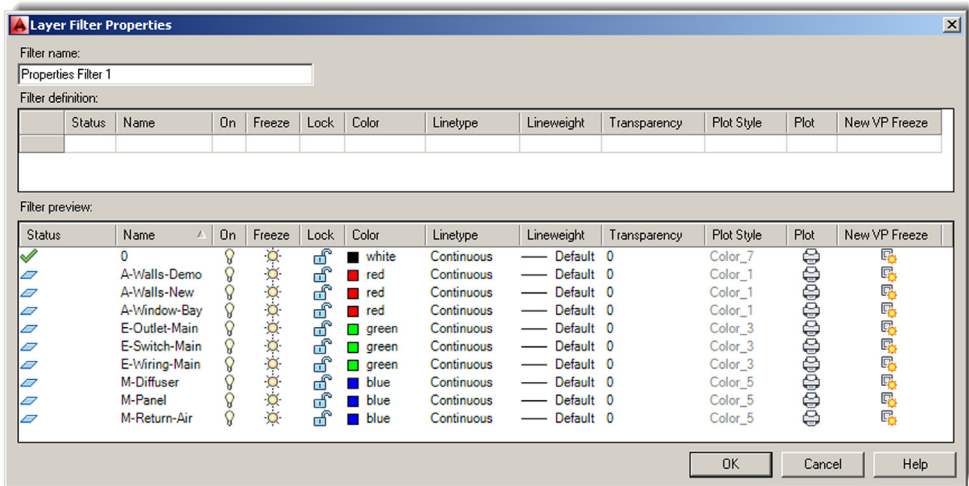 Layer Filter Properties
Filter name:
Properties Filter 1
Filter definition:
Status Name On Freeze Lock Color Linetype Lineweight Transparency Plot Style Plot New VP Freeze
Filter preview:
Status Name On Freeze Lock Color Linetype Lineweight Transparency Plot Style Plot New VP Freeze
0 white Continuous Default 0 Color_7
A-Walls-Demo red Continuous Default 0 Color_1
A-Walls-New red Continuous Default 0 Color_1
A-Window-Bay red Continuous Default 0 Color_1
E-Outlet-Main green Continuous Default 0 Color_3
E-Switch-Main green Continuous Default 0 Color_3
E-Wiring-Main green Continuous Default 0 Color_3
M-Diffuser blue Continuous Default 0 Color_5
M-Panel blue Continuous Default 0 Color_5
M-Return-Air blue Continuous Default 0 Color_5
OK Cancel Help